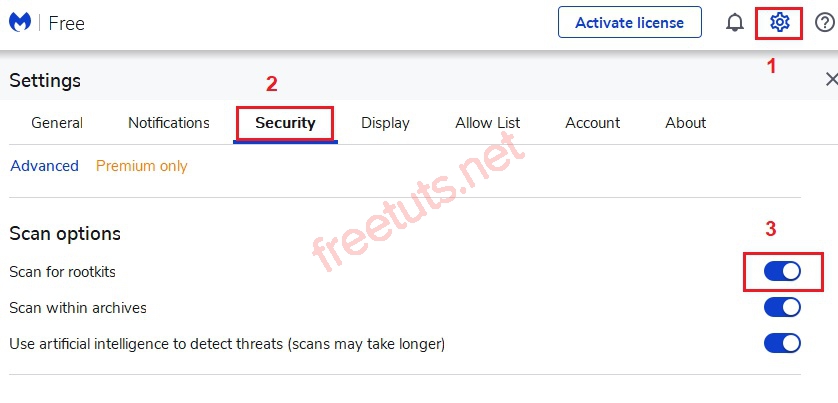 Free
Activate license
1
Settings
2
General Notifications Security Display Allow List Account About
Advanced Premium only
freetuts.net
Scan options
3
Scan for rootkits
Scan within archives
Use artificial intelligence to detect threats (scans may take longer)